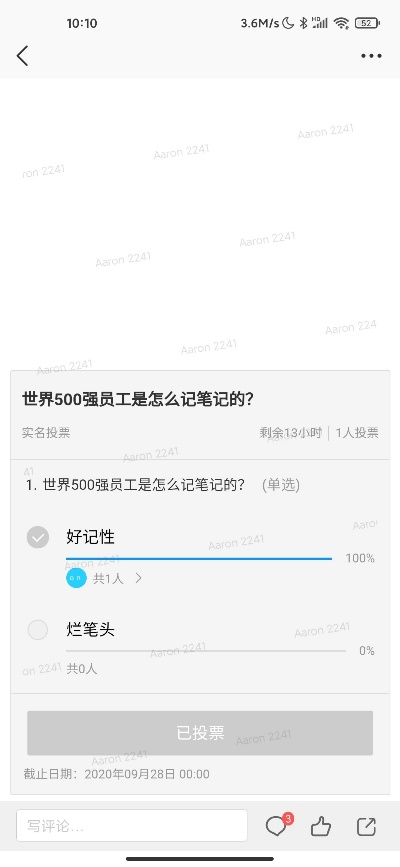 10:10
3.6M/s
HD
52
Aaron 2241
Aaron 2241
ron 2241
Aaron 2241
Aaron 2241
Aaron 224
Aaron 2241
Aaron 2241
世界500强员工是怎么记笔记的?
实名投票
剩余13小时 | 1人投票
Aaron 2241
41
1. 世界500强员工是怎么记笔记的? (单选)
Aaron
好记性
Aaron 2241
100%
Aaron 2241
on
共1人
烂笔头
Aaron 2241
Aaron 2241
0%
on 2241
共0人
已投票
Aaron 2241
Aaron 2241
截止日期: 2020年09月28日 00:00
写评论...
3